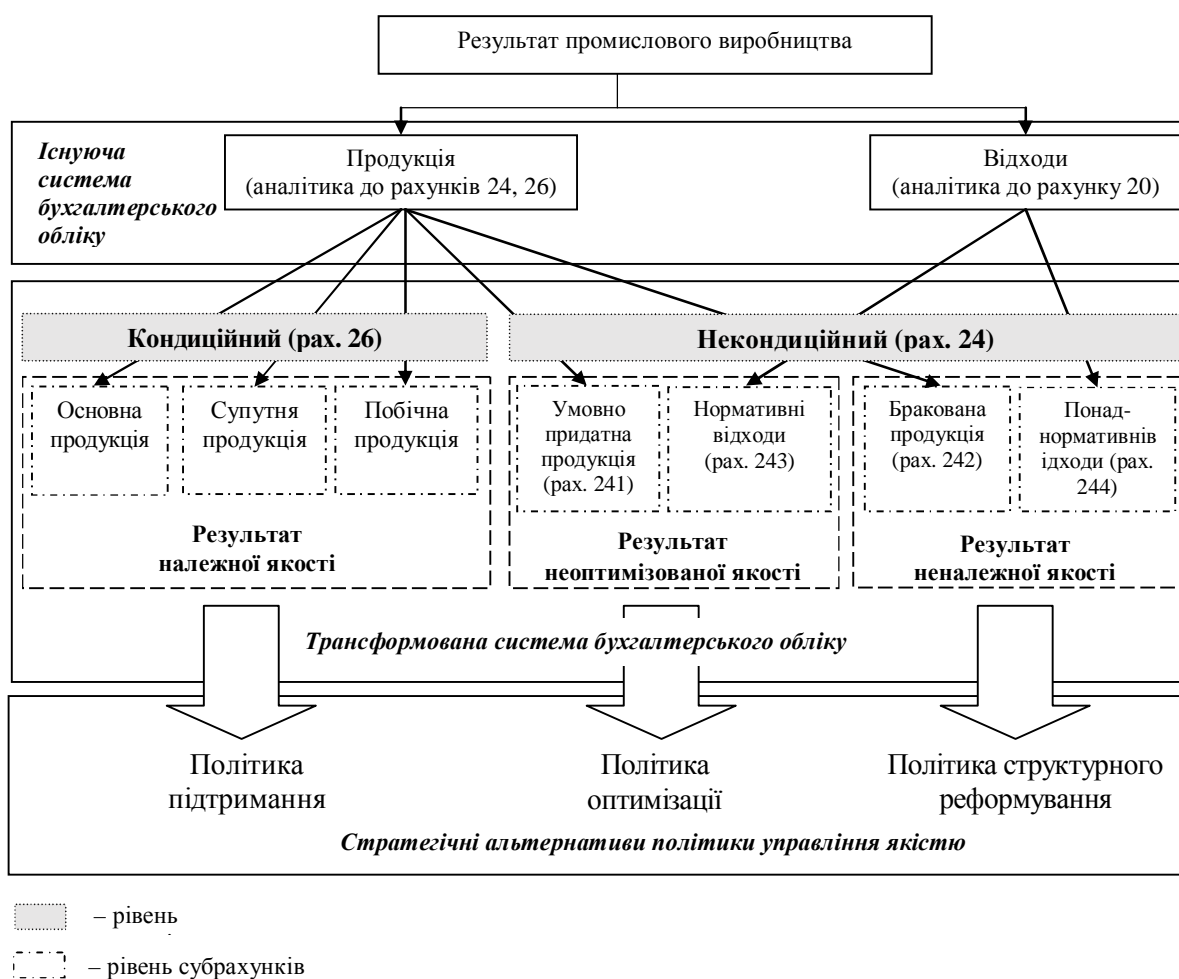 Результат промислового виробництва
Існуюча
система
бухгалтерського
обліку
Продукція
(аналітика до рахунків 24, 26)
Відходи
(аналітика до рахунку 20)
Кондиційний (рах. 26)
Некондиційний (рах. 24)
Основна
продукція
Супутня
продукція
Побічна
продукція
Умовно
придатна
продукція
(рах. 241)
Нормативні
відходи
(рах. 243)
Бракована
продукція
(рах. 242)
Понад-
нормативнів
ідходи (рах.
244)
Результат
належної якості
Результат
неоптимізованої якості
Результат
неналежної якості
Трансформована система бухгалтерського обліку
Політика
підтримання
Політика
оптимізації
Політика структурного
реформування
Стратегічні альтернативи політики управління якістю
– рівень
– рівень субрахунків